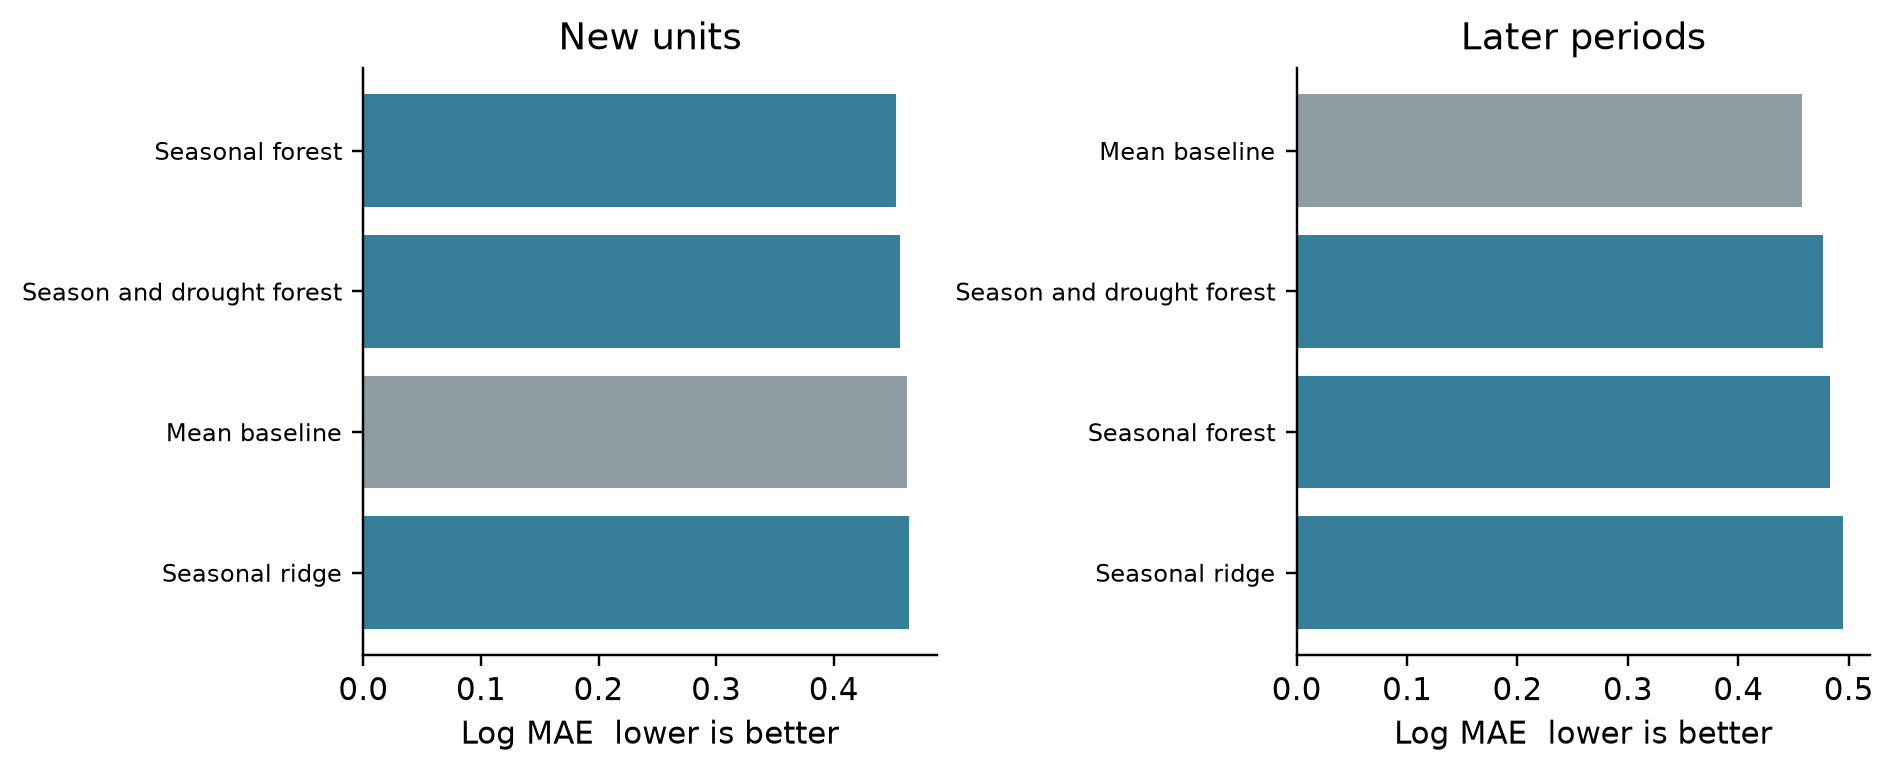 New units
Seasonal forest
Season and drought forest
Mean baseline
Seasonal ridge
0.0 0.1 0.2 0.3 0.4
Log MAE  lower is better
Later periods
Mean baseline
Season and drought forest
Seasonal forest
Seasonal ridge
0.0 0.1 0.2 0.3 0.4 0.5
Log MAE  lower is better